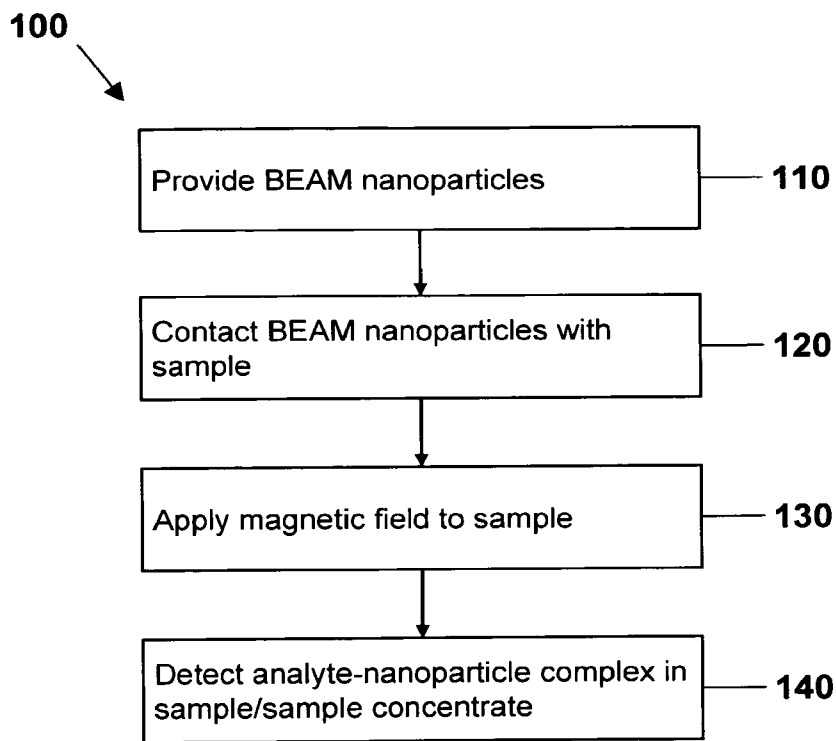 100
Provide BEAM nanoparticles
110
Contact BEAM nanoparticles with
sample
120
Apply magnetic field to sample
130
Detect analyte-nanoparticle complex in
sample/sample concentrate
140